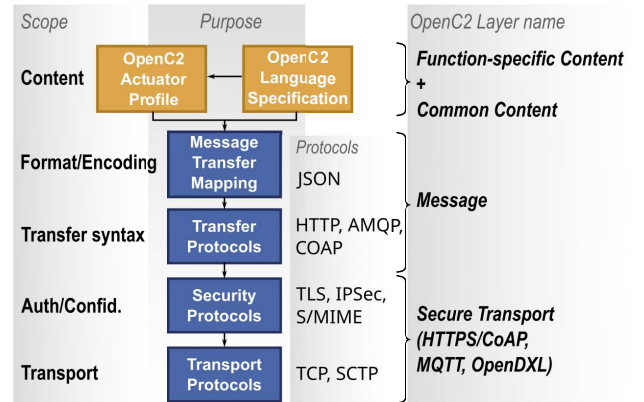 Scope
Purpose
OpenC2 Layer name
Content
OpenC2
Actuator
Profile
OpenC2
Language
Specification
Function-specific Content
+
Common Content
Format/Encoding
Message
Transfer
Mapping
Protocols
JSON
Message
Transfer syntax
Transfer
Protocols
HTTP, AMQP,
COAP
Auth/Confid.
Security
Protocols
TLS, IPSec,
S/MIME
Secure Transport
(HTTPS/CoAP,
MQTT, OpenDXL)
Transport
Transport
Protocols
TCP, SCTP